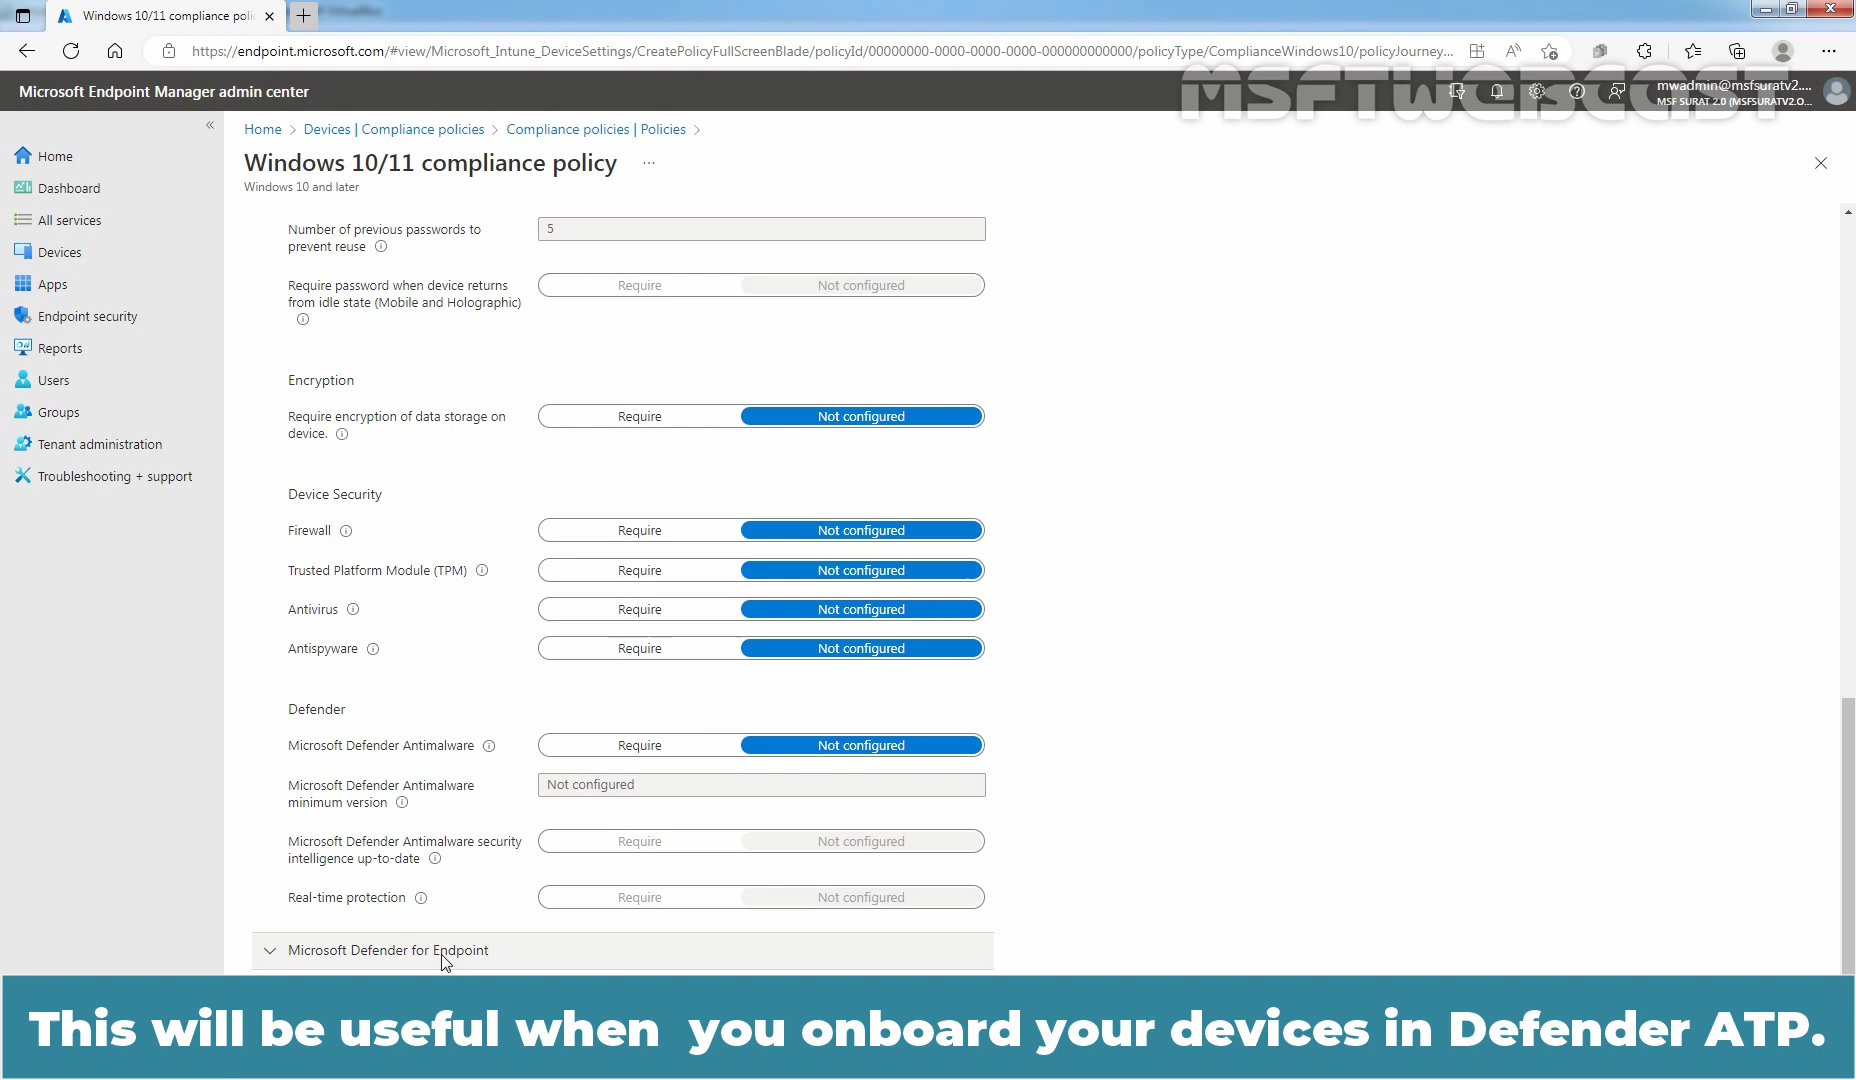 Windows 10/11 compliance polic
https://endpoint.microsoft.com/#view/Microsoft_Intune_DeviceSettings/CreatePolicyFullScreenBlade/policyId/00000000-0000-0000-0000-000000000000/policyType/ComplianceWindows10/policyJourney...
Microsoft Endpoint Manager admin center
mwadmin@msfsuratv2....
MSF SURAT 2.0 (MSFSURATV2.O...
MSFTWEBCAST
Home > Devices | Compliance policies > Compliance policies | Policies >
Windows 10/11 compliance policy ...
Windows 10 and later
Home
Dashboard
All services
Devices
Apps
Endpoint security
Reports
Users
Groups
Tenant administration
Troubleshooting + support
Number of previous passwords to
prevent reuse
5
Require password when device returns
from idle state (Mobile and Holographic)
Require Not configured
Encryption
Require encryption of data storage on
device.
Require Not configured
Device Security
Firewall Require Not configured
Trusted Platform Module (TPM) Require Not configured
Antivirus Require Not configured
Antispyware Require Not configured
Defender
Microsoft Defender Antimalware Require Not configured
Microsoft Defender Antimalware
minimum version
Not configured
Microsoft Defender Antimalware security
intelligence up-to-date
Require Not configured
Real-time protection Require Not configured
Microsoft Defender for Endpoint
This will be useful when you onboard your devices in Defender ATP.